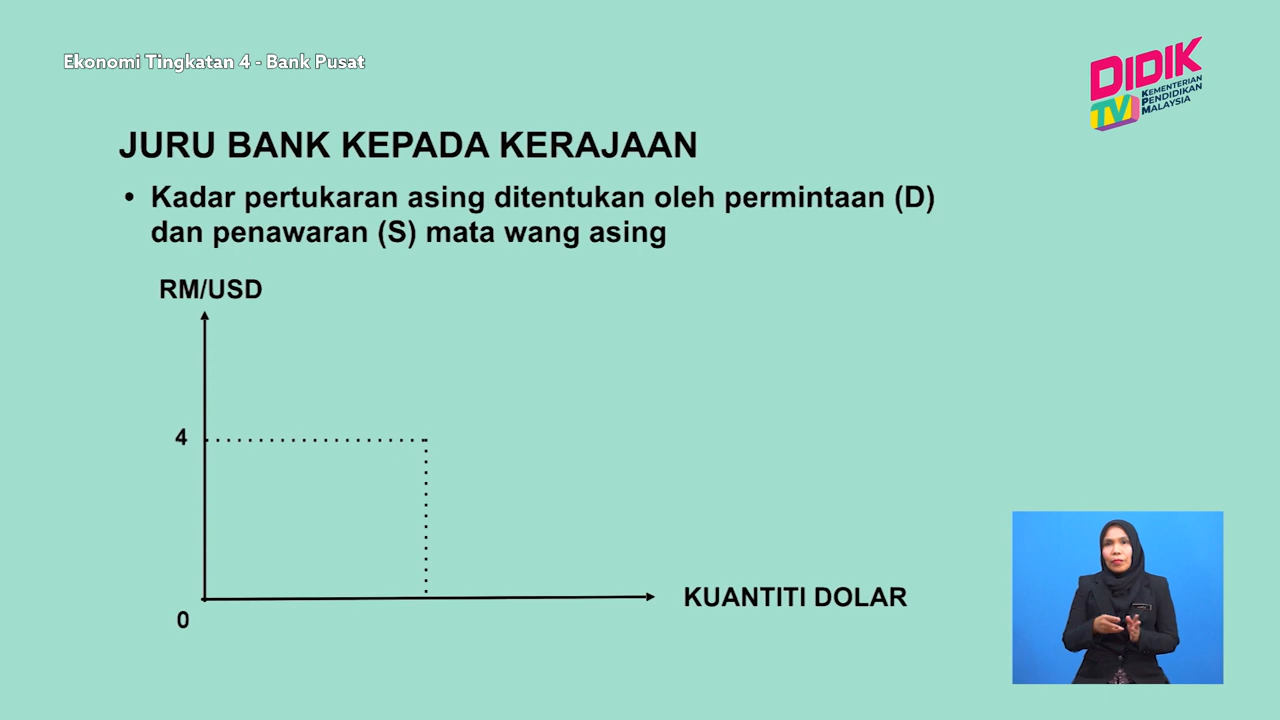 Ekonomi Tingkatan 4 - Bank Pusat
DIDIK
TV
KEMENTERIAN
PENDIDIKAN
MALAYSIA
JURU BANK KEPADA KERAJAAN
• Kadar pertukaran asing ditentukan oleh permintaan (D)
dan penawaran (S) mata wang asing
RM/USD
4
0
KUANTITI DOLAR